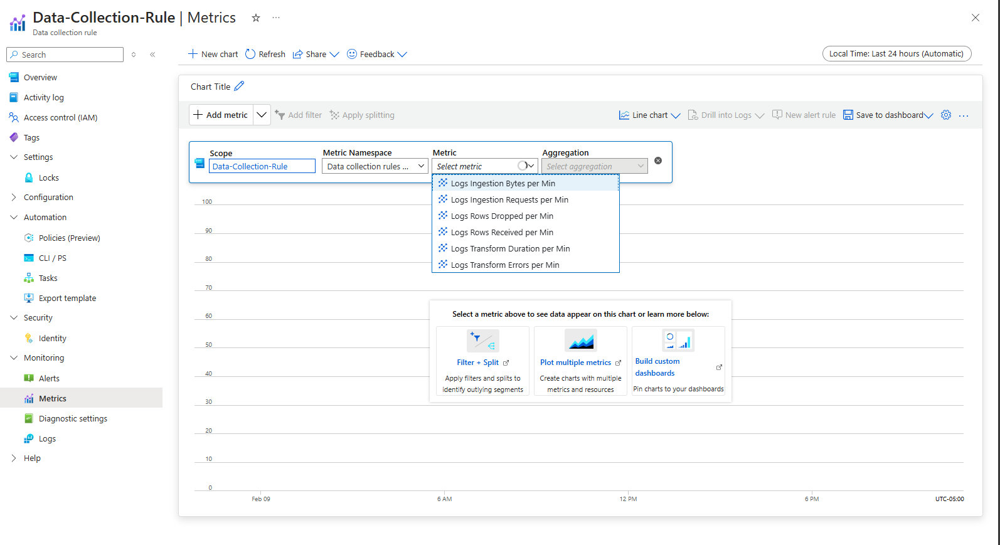 Data-Collection-Rule | Metrics
Data collection rule
Search
Overview
Activity log
Access control (IAM)
Tags
Settings
Locks
Configuration
Automation
Policies (Preview)
CLI / PS
Tasks
Export template
Security
Identity
Monitoring
Alerts
Metrics
Diagnostic settings
Logs
Help
New chart
Refresh
Share
Feedback
Local Time: Last 24 hours (Automatic)
Chart Title
Add metric
Add filter
Apply splitting
Line chart
Drill into Logs
New alert rule
Save to dashboard
Scope
Data-Collection-Rule
Metric Namespace
Data collection rules ...
Metric
Select metric
Aggregation
Select aggregation
Logs Ingestion Bytes per Min
Logs Ingestion Requests per Min
Logs Rows Dropped per Min
Logs Rows Received per Min
Logs Transform Duration per Min
Logs Transform Errors per Min
100
90
80
70
60
50
40
30
20
10
0
Select a metric above to see data appear on this chart or learn more below:
Filter + Split
Apply filters and splits to
identify outlying segments
Plot multiple metrics
Create charts with multiple
metrics and resources
Build custom
dashboards
Pin charts to your dashboards
Feb 09
6 AM
12 PM
6 PM
UTC-05:00